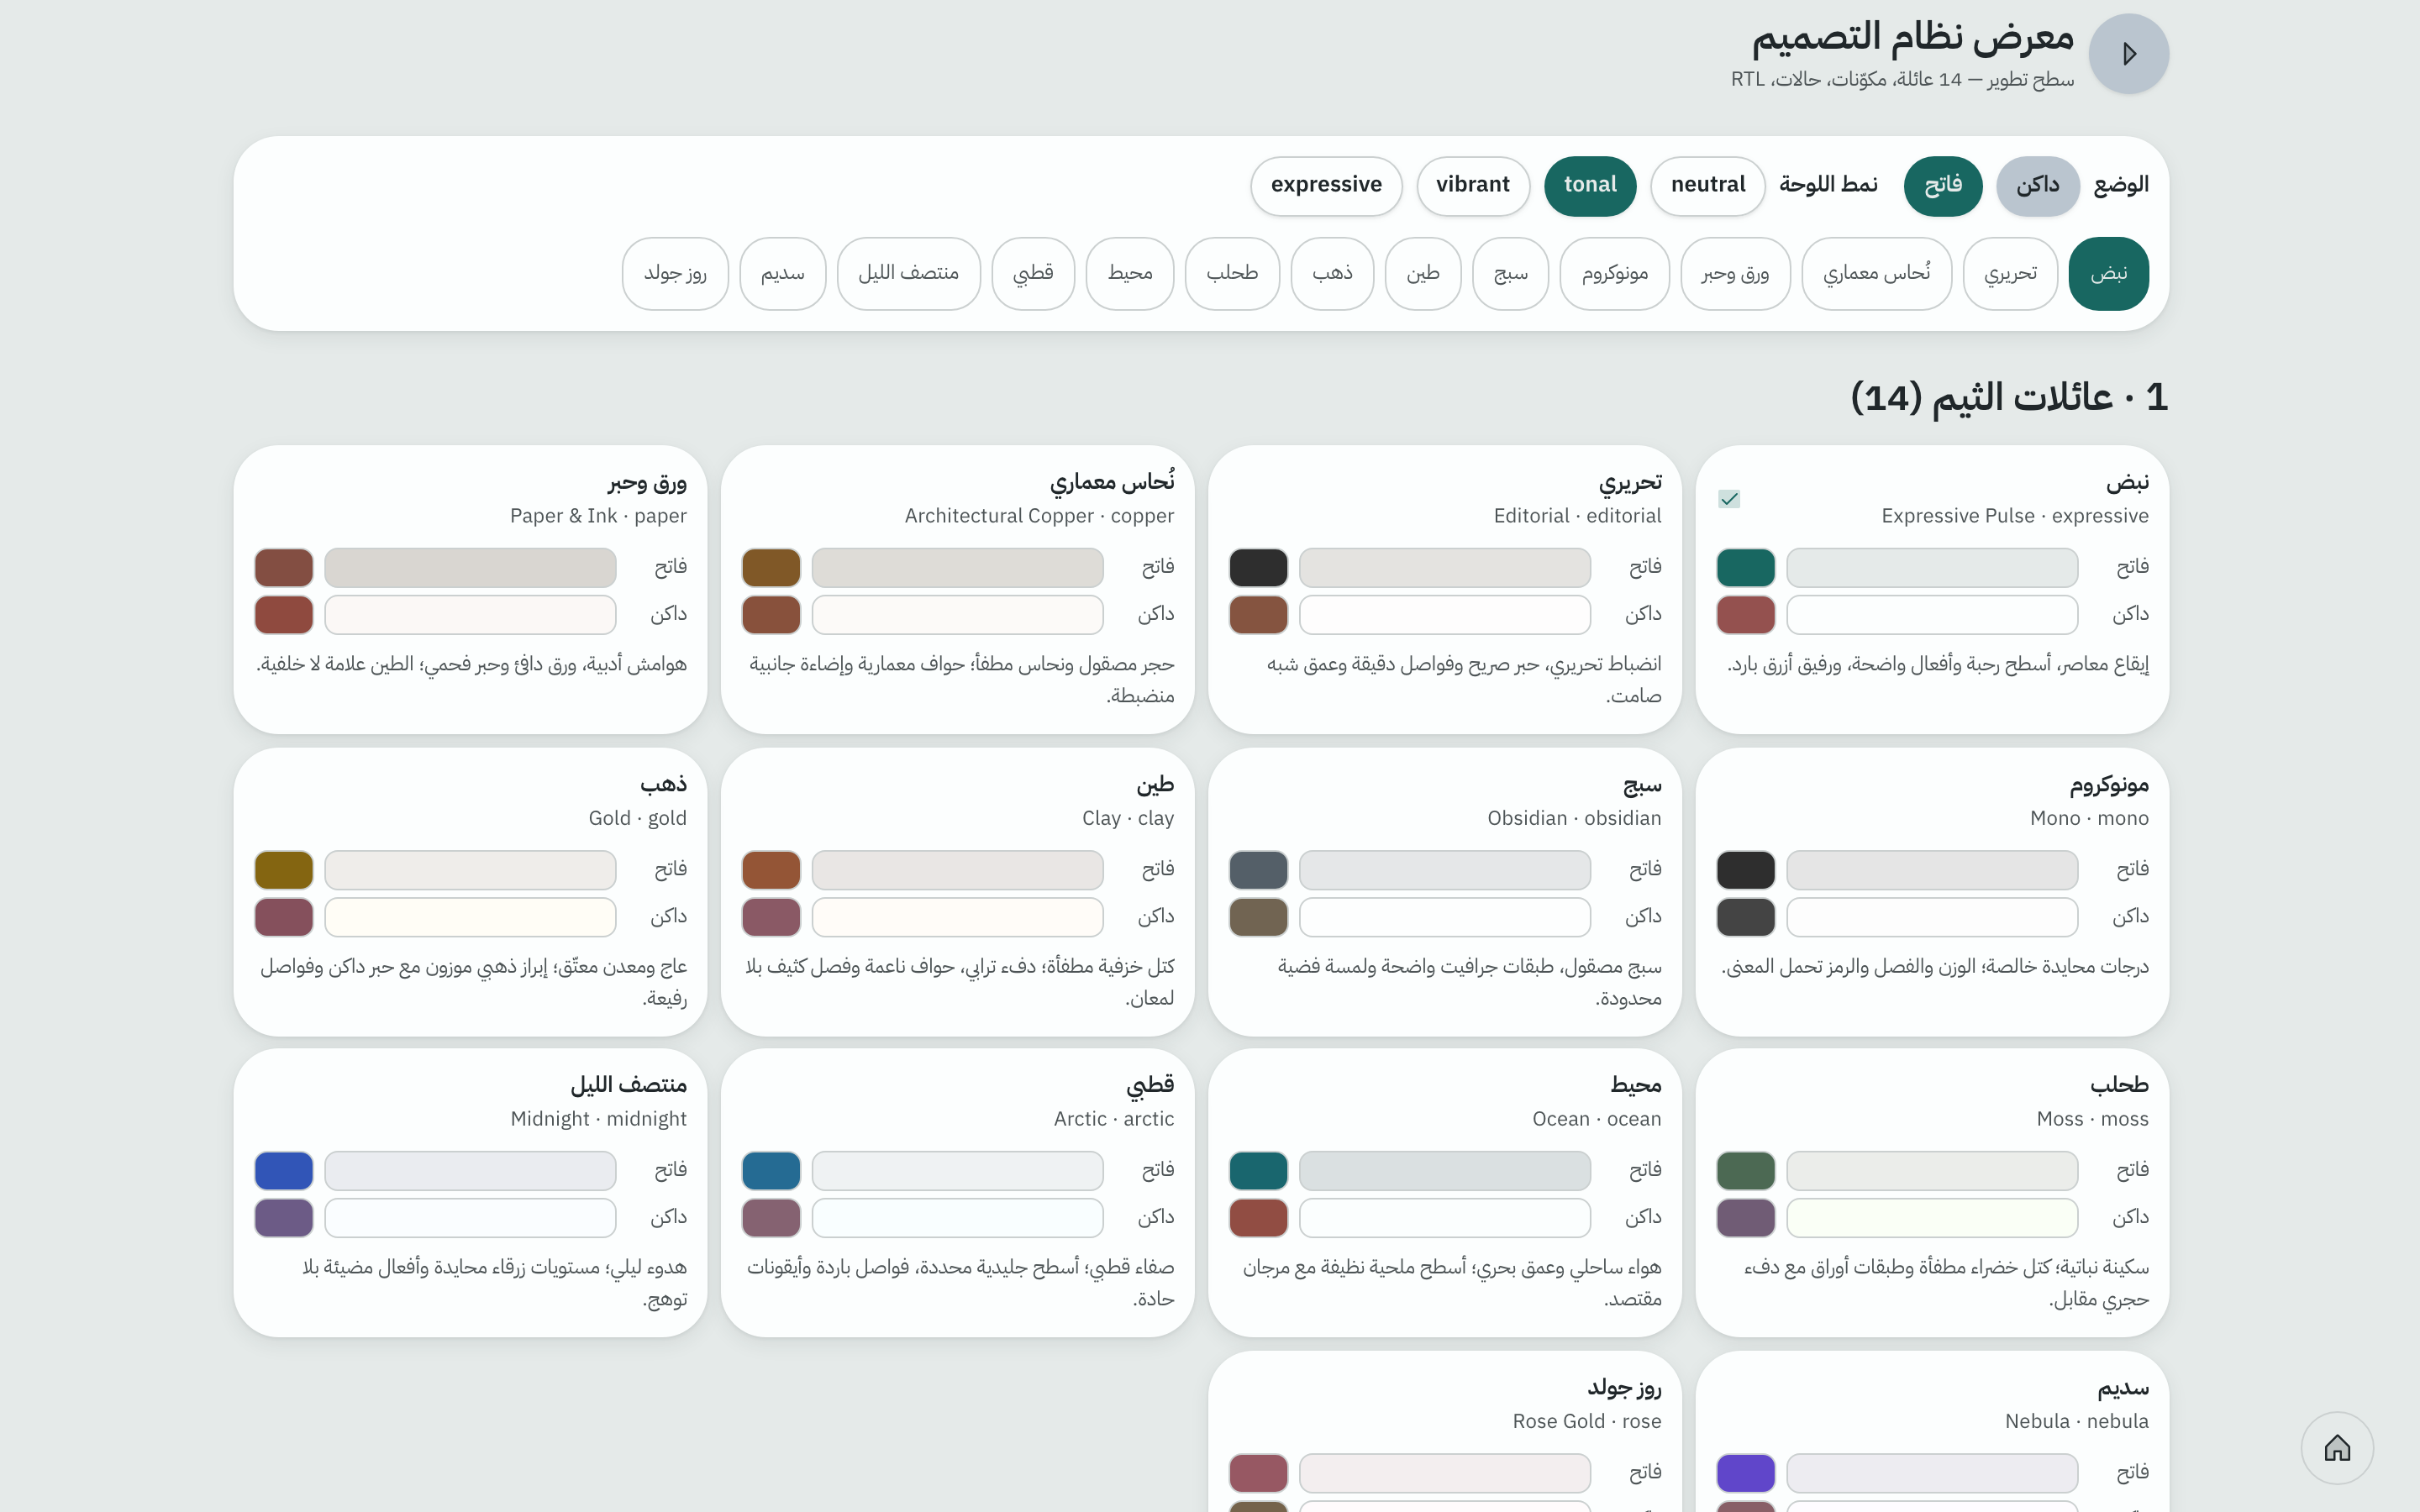 معرض نظام التصميم
سطح تطوير — 14 عائلة، مكوّنات، حالات، RTL
الوضع داكن فاتح نمط اللوحة neutral tonal vibrant expressive
نبض تحريري نُحاس معماري ورق وحبر مونوكروم سبج طين ذهب طحلب محيط قطبي منتصف الليل سديم روز جولد
1 · عائلات الثيم (14)
نبض
Expressive Pulse · expressive
فاتح
داكن
إيقاع معاصر، أسطح رحبة وأفعال واضحة، ورفيق أزرق بارد.
تحريري
Editorial · editorial
فاتح
داكن
انضباط تحريري، حبر صريح وفواصل دقيقة وعمق شبه
صامت.
نُحاس معماري
Architectural Copper · copper
فاتح
داكن
حجر مصقول ونحاس مطفأ؛ حواف معمارية وإضاءة جانبية
منضبطة.
ورق وحبر
Paper & Ink · paper
فاتح
داكن
هوامش أدبية، ورق دافئ وحبر فحمي؛ الطين علامة لا خلفية.
مونوكروم
Mono · mono
فاتح
داكن
درجات محايدة خالصة؛ الوزن والفصل والرمز تحمل المعنى.
سبج
Obsidian · obsidian
فاتح
داكن
سبج مصقول، طبقات جرافيت واضحة ولمسة فضية
محدودة.
طين
Clay · clay
فاتح
داكن
كتل خزفية مطفأة؛ دفء ترابي، حواف ناعمة وفصل كثيف بلا
لمعان.
ذهب
Gold · gold
فاتح
داكن
عاج ومعدن معتّق؛ إبراز ذهبي موزون مع حبر داكن وفواصل
رفيعة.
طحلب
Moss · moss
فاتح
داكن
سكينة نباتية؛ كتل خضراء مطفأة وطبقات أوراق مع دفء
حجري مقابل.
محيط
Ocean · ocean
فاتح
داكن
هواء ساحلي وعمق بحري؛ أسطح ملحية نظيفة مع مرجان
مقتصد.
قطبي
Arctic · arctic
فاتح
داكن
صفاء قطبي؛ أسطح جليدية محددة، فواصل باردة وأيقونات
حادة.
منتصف الليل
Midnight · midnight
فاتح
داكن
هدوء ليلي؛ مستويات زرقاء محايدة وأفعال مضيئة بلا
توهج.
سديم
Nebula · nebula
فاتح
روز جولد
Rose Gold · rose
فاتح